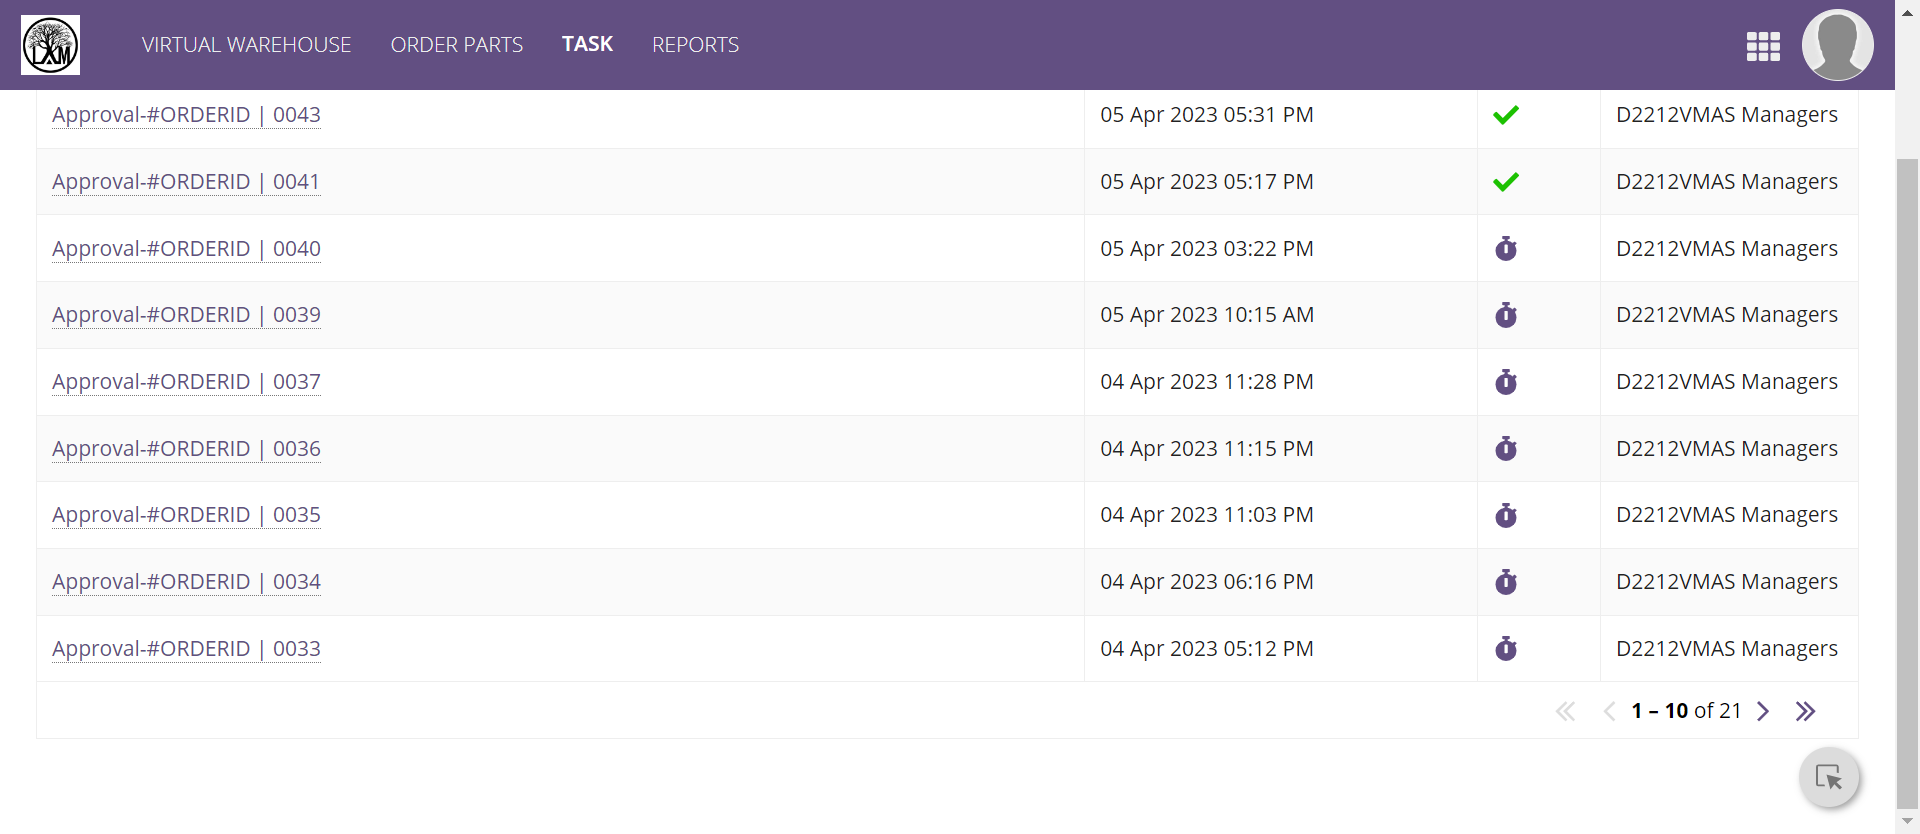 LAM
VIRTUAL WAREHOUSE ORDER PARTS TASK REPORTS
Approval-#ORDERID | 0043 05 Apr 2023 05:31 PM D2212VMAS Managers
Approval-#ORDERID | 0041 05 Apr 2023 05:17 PM D2212VMAS Managers
Approval-#ORDERID | 0040 05 Apr 2023 03:22 PM D2212VMAS Managers
Approval-#ORDERID | 0039 05 Apr 2023 10:15 AM D2212VMAS Managers
Approval-#ORDERID | 0037 04 Apr 2023 11:28 PM D2212VMAS Managers
Approval-#ORDERID | 0036 04 Apr 2023 11:15 PM D2212VMAS Managers
Approval-#ORDERID | 0035 04 Apr 2023 11:03 PM D2212VMAS Managers
Approval-#ORDERID | 0034 04 Apr 2023 06:16 PM D2212VMAS Managers
Approval-#ORDERID | 0033 04 Apr 2023 05:12 PM D2212VMAS Managers
1 – 10 of 21